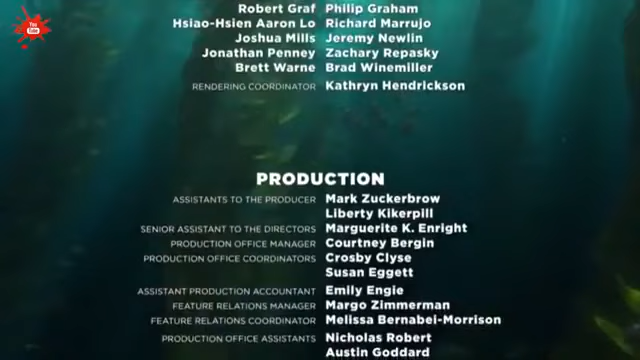 You
Tube
Robert Graf Philip Graham
Hsiao-Hsien Aaron Lo Richard Marrujo
Joshua Mills Jeremy Newlin
Jonathan Penney Zachary Repasky
Brett Warne Brad Winemiller
RENDERING COORDINATOR Kathryn Hendrickson
PRODUCTION
ASSISTANTS TO THE PRODUCER Mark Zuckerbrow
Liberty Kikerpill
SENIOR ASSISTANT TO THE DIRECTORS Marguerite K. Enright
PRODUCTION OFFICE MANAGER Courtney Bergin
PRODUCTION OFFICE COORDINATORS Crosby Clyse
Susan Eggett
ASSISTANT PRODUCTION ACCOUNTANT Emily Engie
FEATURE RELATIONS MANAGER Margo Zimmerman
FEATURE RELATIONS COORDINATOR Melissa Bernabei-Morrison
PRODUCTION OFFICE ASSISTANTS Nicholas Robert
Austin Goddard